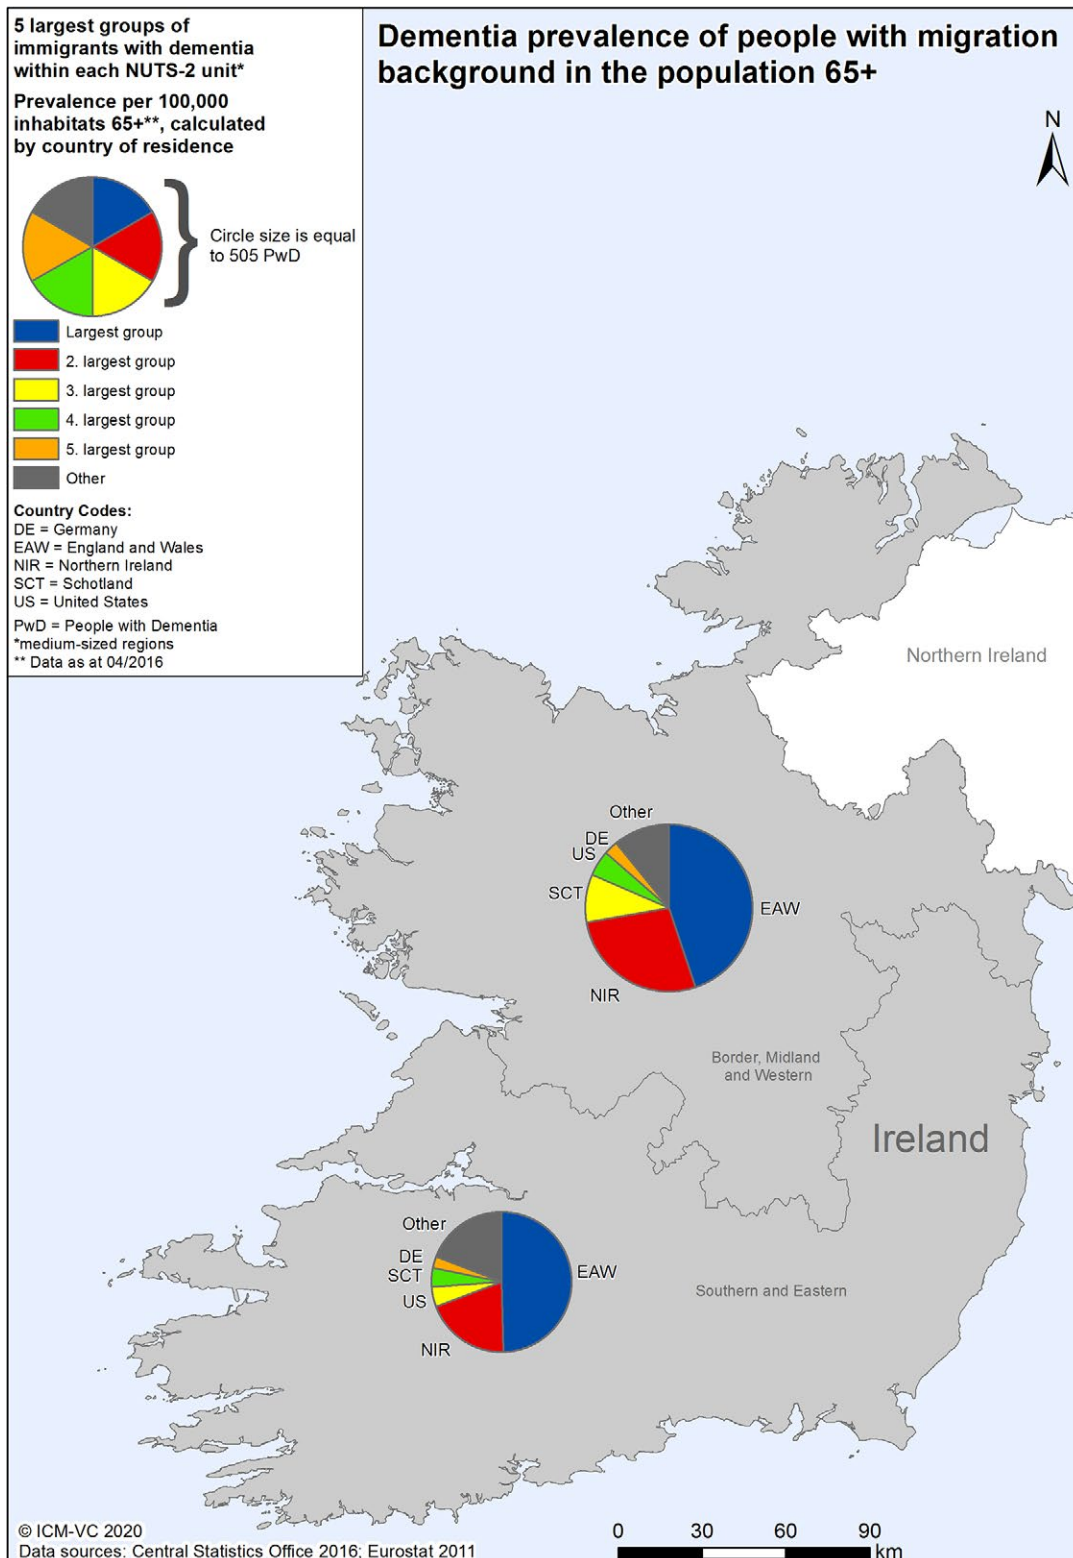 5 largest groups of
immigrants with dementia
within each NUTS-2 unit*
Prevalence per 100,000
inhabitats 65+**, calculated
by country of residence
Circle size is equal
to 505 PwD
Largest group
2. largest group
3. largest group
4. largest group
5. largest group
Other
Country Codes:
DE = Germany
EAW = England and Wales
NIR = Northern Ireland
SCT = Schotland
US = United States
PwD = People with Dementia
*medium-sized regions
** Data as at 04/2016
Dementia prevalence of people with migration
background in the population 65+
N
Northern Ireland
Other
DE
US
SCT
EAW
NIR
Border, Midland
and Western
Ireland
Other
DE
SCT
US
EAW
NIR
Southern and Eastern
© ICM-VC 2020
Data sources: Central Statistics Office 2016; Eurostat 2011
0 30 60 90
km